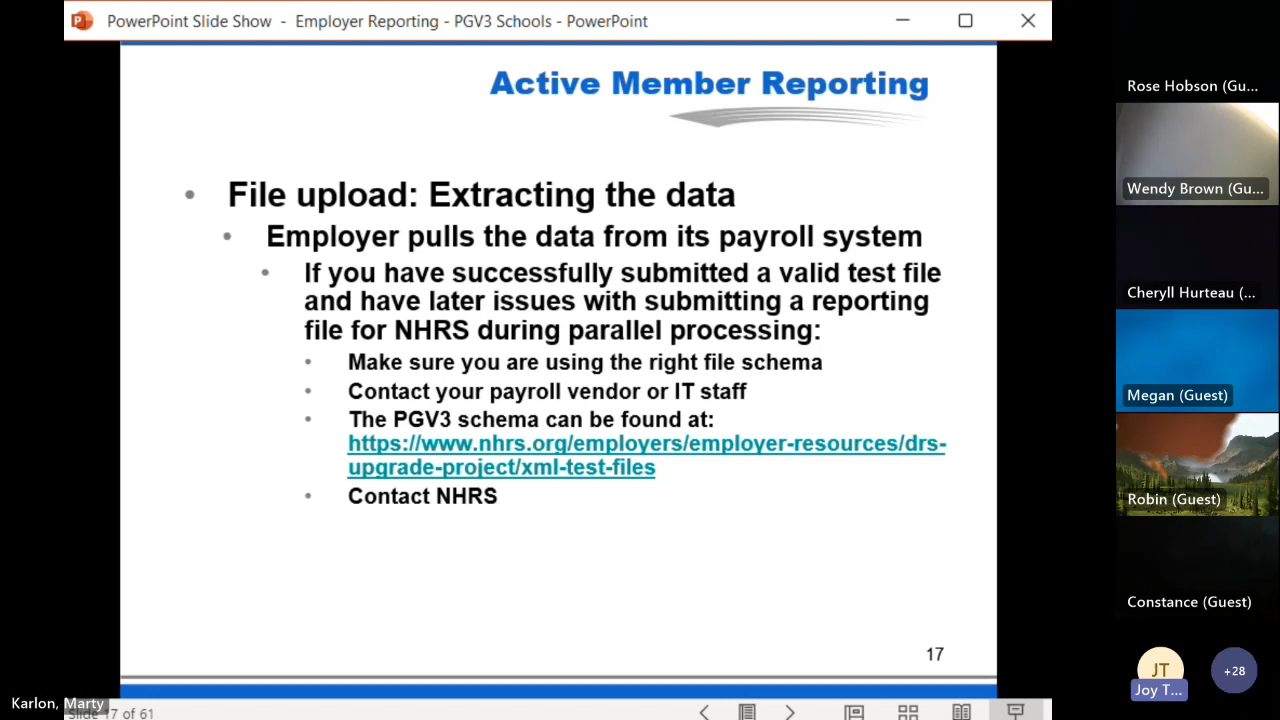 PowerPoint Slide Show - Employer Reporting - PGV3 Schools - PowerPoint
Active Member Reporting
• File upload: Extracting the data
• Employer pulls the data from its payroll system
• If you have successfully submitted a valid test file
and have later issues with submitting a reporting
file for NHRS during parallel processing:
• Make sure you are using the right file schema
• Contact your payroll vendor or IT staff
• The PGV3 schema can be found at:
https://www.nhrs.org/employers/employer-resources/drs-
upgrade-project/xml-test-files
• Contact NHRS
17
Karlon, Marty
Slide 17 of 61
Rose Hobson (Gu...
Wendy Brown (Gu...
Cheryll Hurteau (...
Megan (Guest)
Robin (Guest)
Constance (Guest)
JT
Joy T...
+28